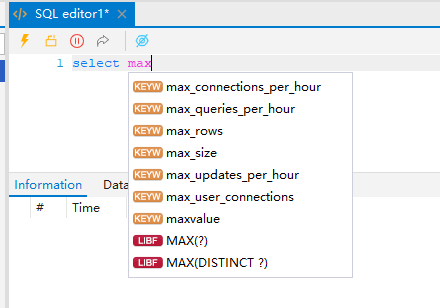 SQL editor1*
1 select max
KEYW max_connections_per_hour
KEYW max_queries_per_hour
KEYW max_rows
KEYW max_size
KEYW max_updates_per_hour
KEYW max_user_connections
KEYW maxvalue
LIBF MAX(?)
LIBF MAX(DISTINCT ?)
Information Data
# Time